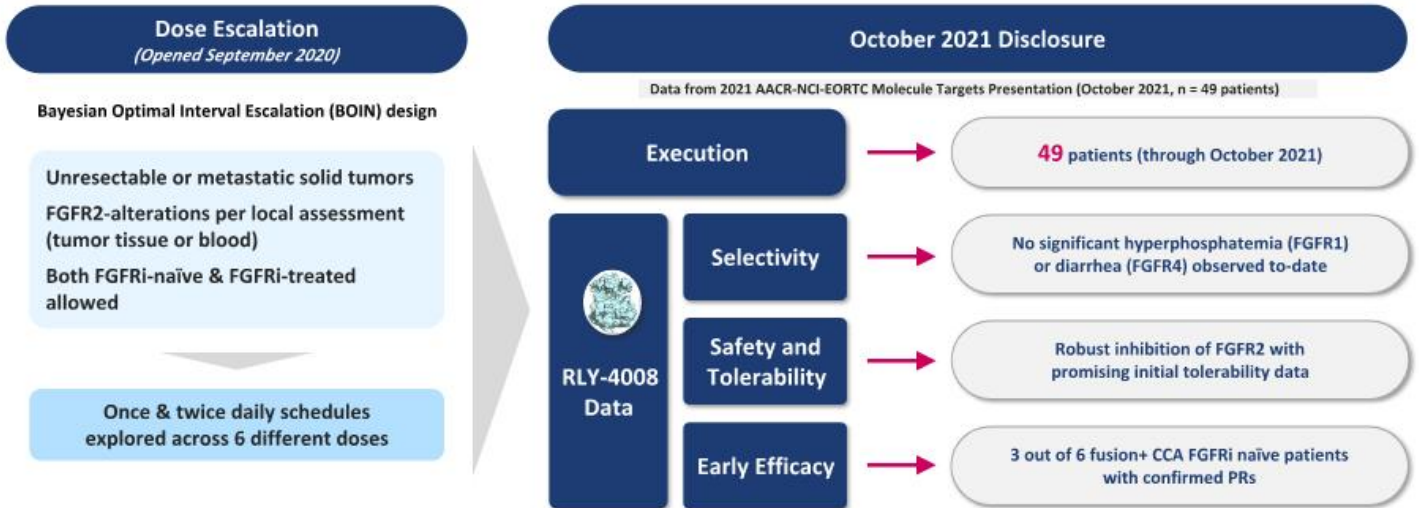 Dose Escalation
(Opened September 2020)
Bayesian Optimal Interval Escalation (BOIN) design
Unresectable or metastatic solid tumors
FGFR2-alterations per local assessment
(tumor tissue or blood)
Both FGFRi-naïve & FGFRi-treated
allowed
Once & twice daily schedules
explored across 6 different doses
October 2021 Disclosure
Data from 2021 AACR-NCI-EORTC Molecule Targets Presentation (October 2021, n = 49 patients)
Execution
49 patients (through October 2021)
RLY-4008
Data
Selectivity
No significant hyperphosphatemia (FGFR1)
or diarrhea (FGFR4) observed to-date
Safety and
Tolerability
Robust inhibition of FGFR2 with
promising initial tolerability data
Early Efficacy
3 out of 6 fusion+ CCA FGFRi naïve patients
with confirmed PRs